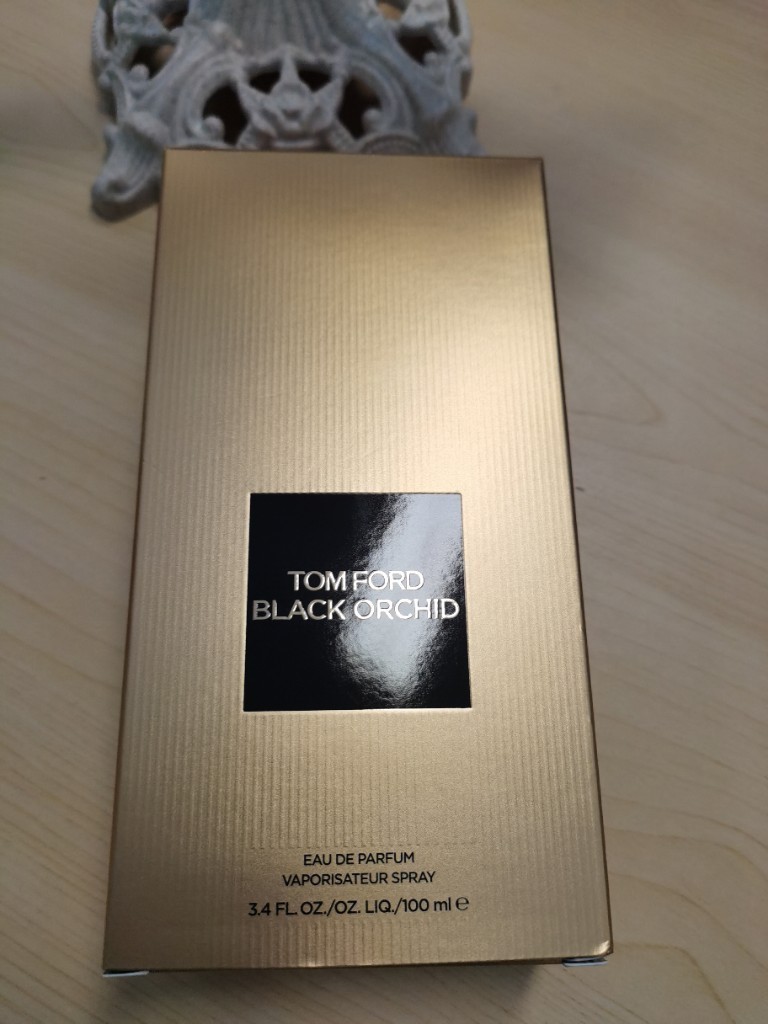 TOM FORD
BLACK ORCHID
EAU DE PARFUM
VAPORISATEUR SPRAY
3.4 FL. OZ./OZ. LIQ./100 ml ℮